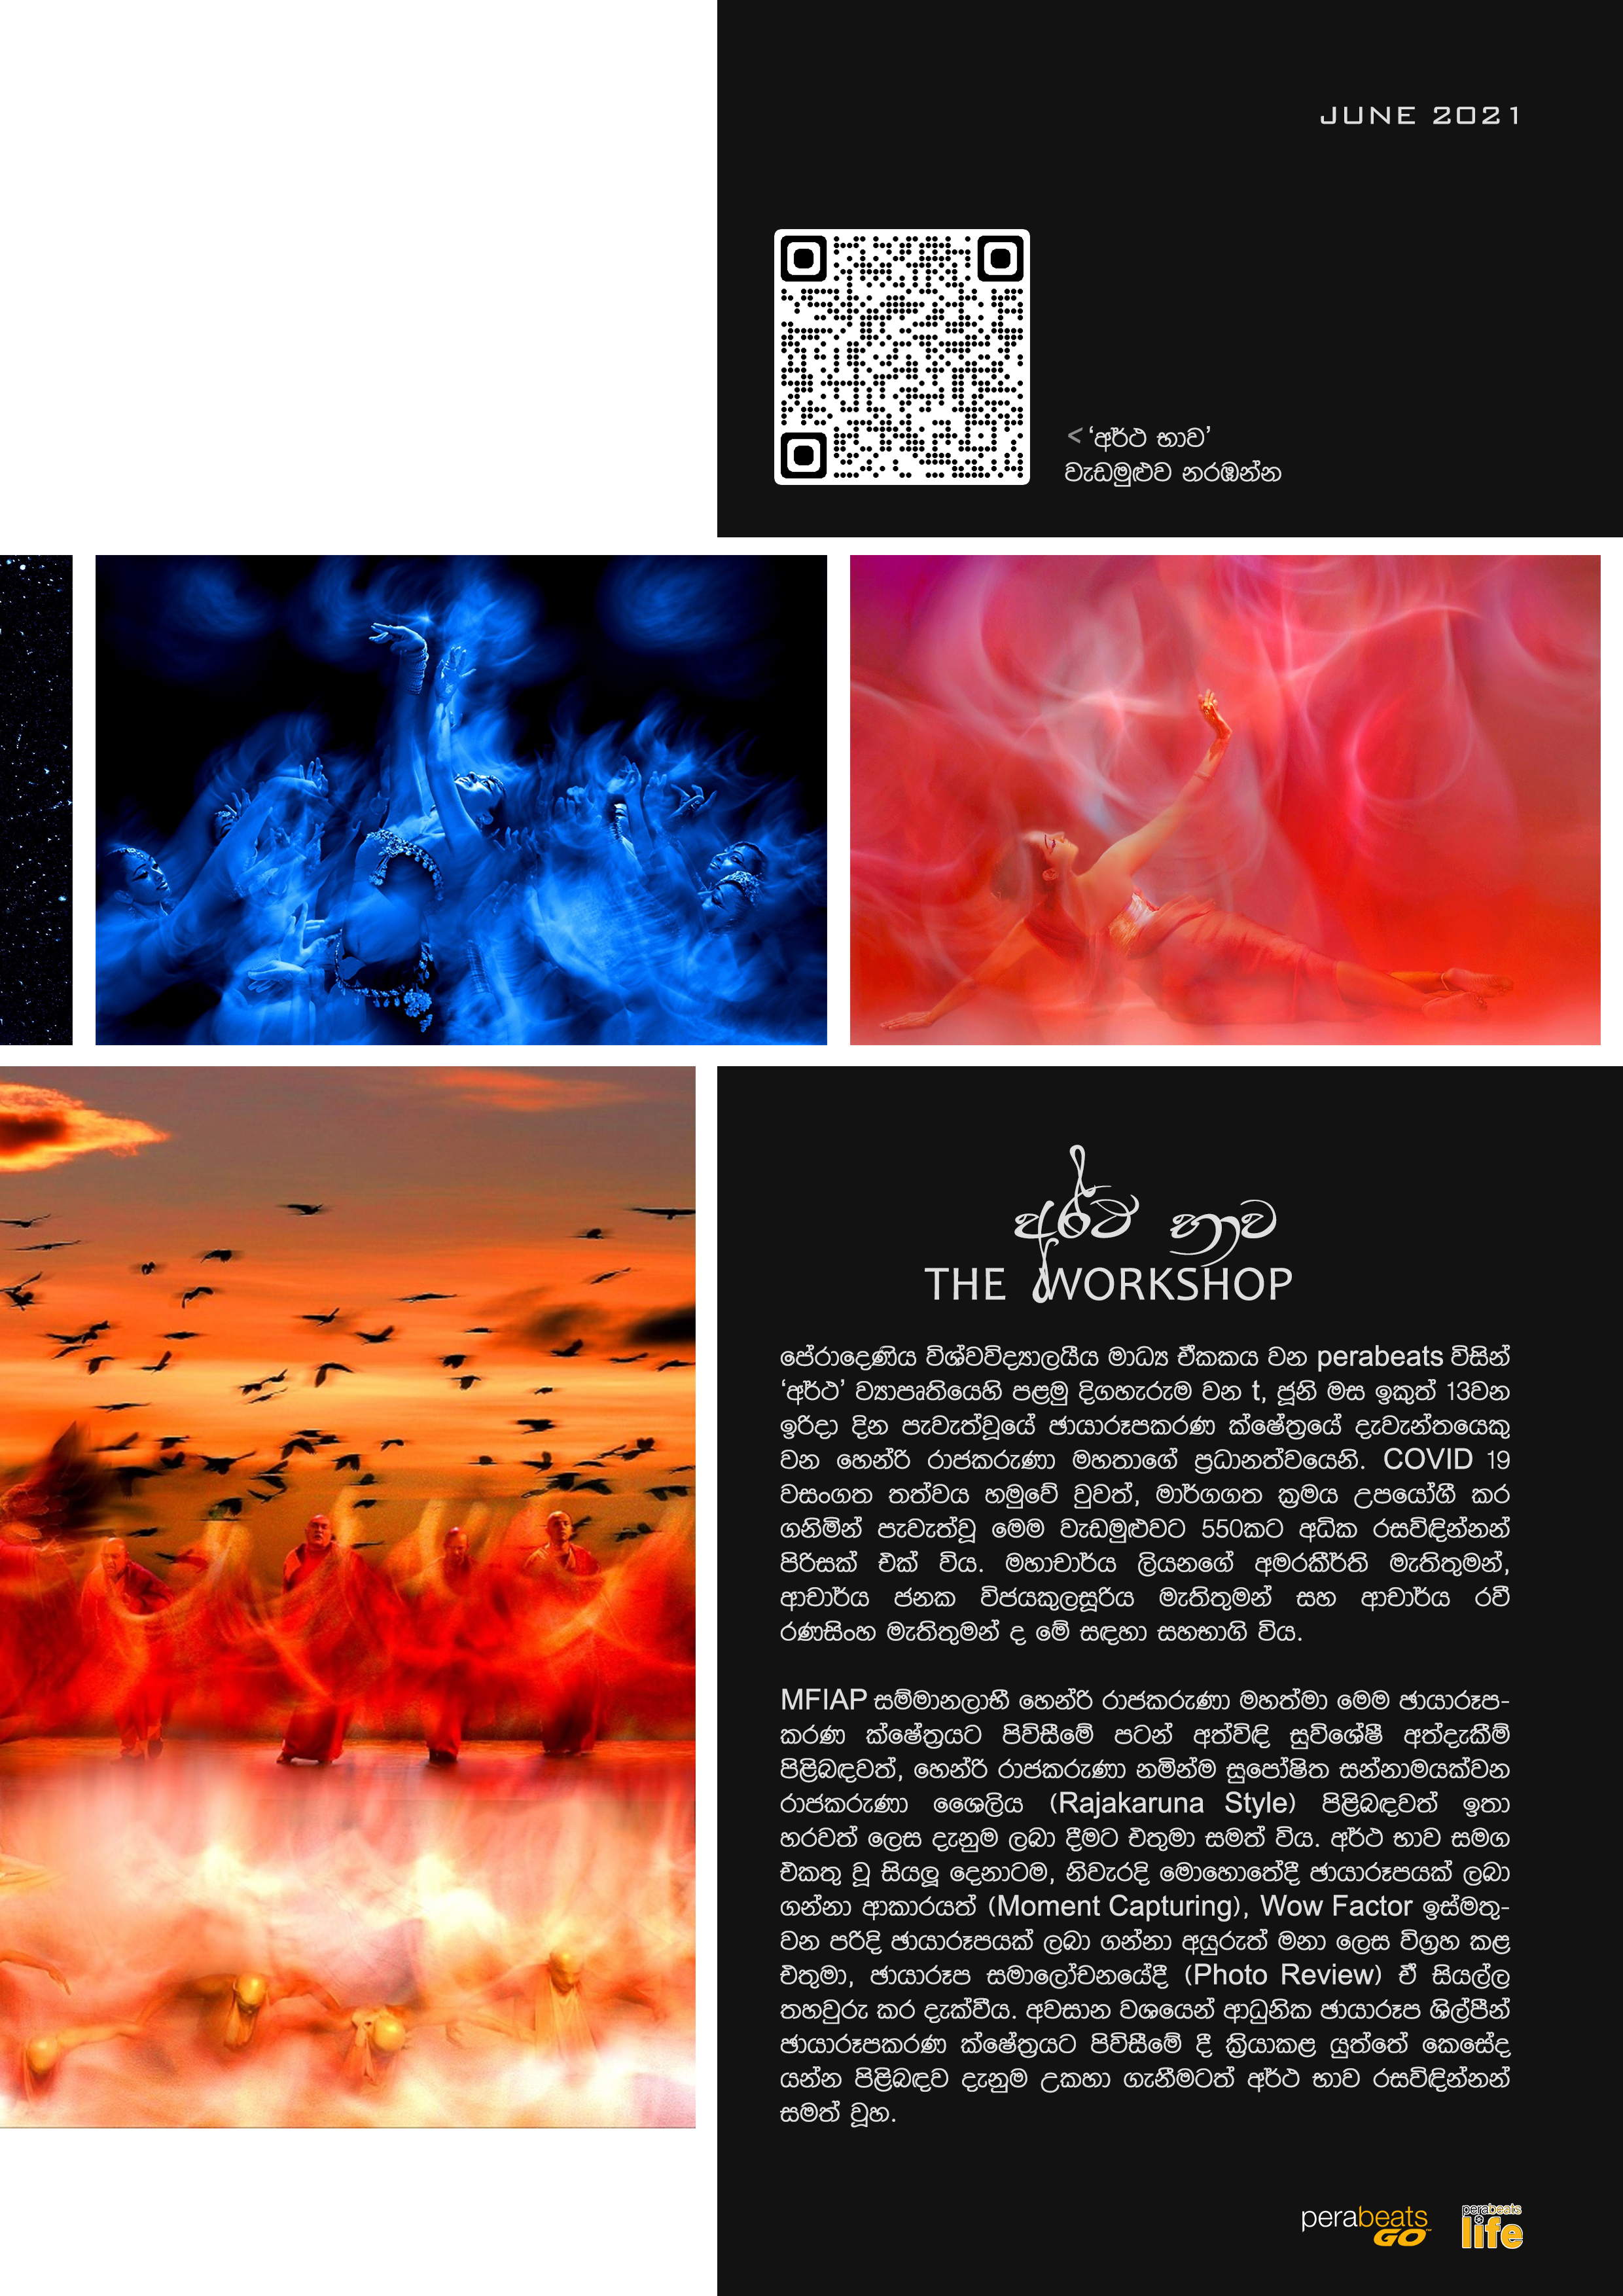 JUNE 2021
< ‘අර්ථ භාව’
වැඩමුළුව නරඹන්න
අර්ථ භාව
THE WORKSHOP
පේරාදෙණිය විශ්වවිද්‍යාලයීය මාධ්‍ය ඒකකය වන perabeats විසින්
‘අර්ථ’ ව්‍යාපෘතියෙහි පළමු දිගහැරුම වන t, ජූනි මස ඉකුත් 13වන
ඉරිදා දින පැවැත්වූයේ ඡායාරූපකරණ ක්ෂේත්‍රයේ දැවැන්තයෙකු
වන හෙන්රි රාජකරුණා මහතාගේ ප්‍රධානත්වයෙනි. COVID 19
වසංගත තත්වය හමුවේ වුවත්, මාර්ගගත ක්‍රමය උපයෝගී කර
ගනිමින් පැවැත්වූ මෙම වැඩමුළුවට 550කට අධික රසවිඳින්නන්
පිරිසක් එක් විය. මහාචාර්ය ලියනගේ අමරකීර්ති මැතිතුමන්,
ආචාර්ය ජනක විජයකුලසූරිය මැතිතුමන් සහ ආචාර්ය රවී
රණසිංහ මැතිතුමන් ද මේ සඳහා සහභාගි විය.
MFIAP සම්මානලාභී හෙන්රි රාජකරුණා මහත්මා මෙම ඡායාරූප-
කරණ ක්ෂේත්‍රයට පිවිසීමේ පටන් අත්විඳි සුවිශේෂී අත්දැකීම්
පිළිබඳවත්, හෙන්රි රාජකරුණා නමින්ම සුපෝෂිත සන්නාමයක්වන
රාජකරුණා ශෛලිය (Rajakaruna Style) පිළිබඳවත් ඉතා
හරවත් ලෙස දැනුම ලබා දීමට එතුමා සමත් විය. අර්ථ භාව සමග
එකතු වූ සියලූ දෙනාටම, නිවැරදි මොහොතේදී ඡායාරූපයක් ලබා
ගන්නා ආකාරයත් (Moment Capturing), Wow Factor ඉස්මතු-
වන පරිදි ඡායාරූපයක් ලබා ගන්නා අයුරුත් මනා ලෙස විග්‍රහ කළ
එතුමා, ඡායාරූප සමාලෝචනයේදී (Photo Review) ඒ සියල්ල
තහවුරු කර දැක්වීය. අවසාන වශයෙන් ආධුනික ඡායාරූප ශිල්පීන්
ඡායාරූපකරණ ක්ෂේත්‍රයට පිවිසීමේ දී ක්‍රියාකළ යුත්තේ කෙසේද
යන්න පිළිබඳව දැනුම උකහා ගැනීමටත් අර්ථ භාව රසවිඳින්නන්
සමත් වූහ.
perabeats
GO
perabeats
life